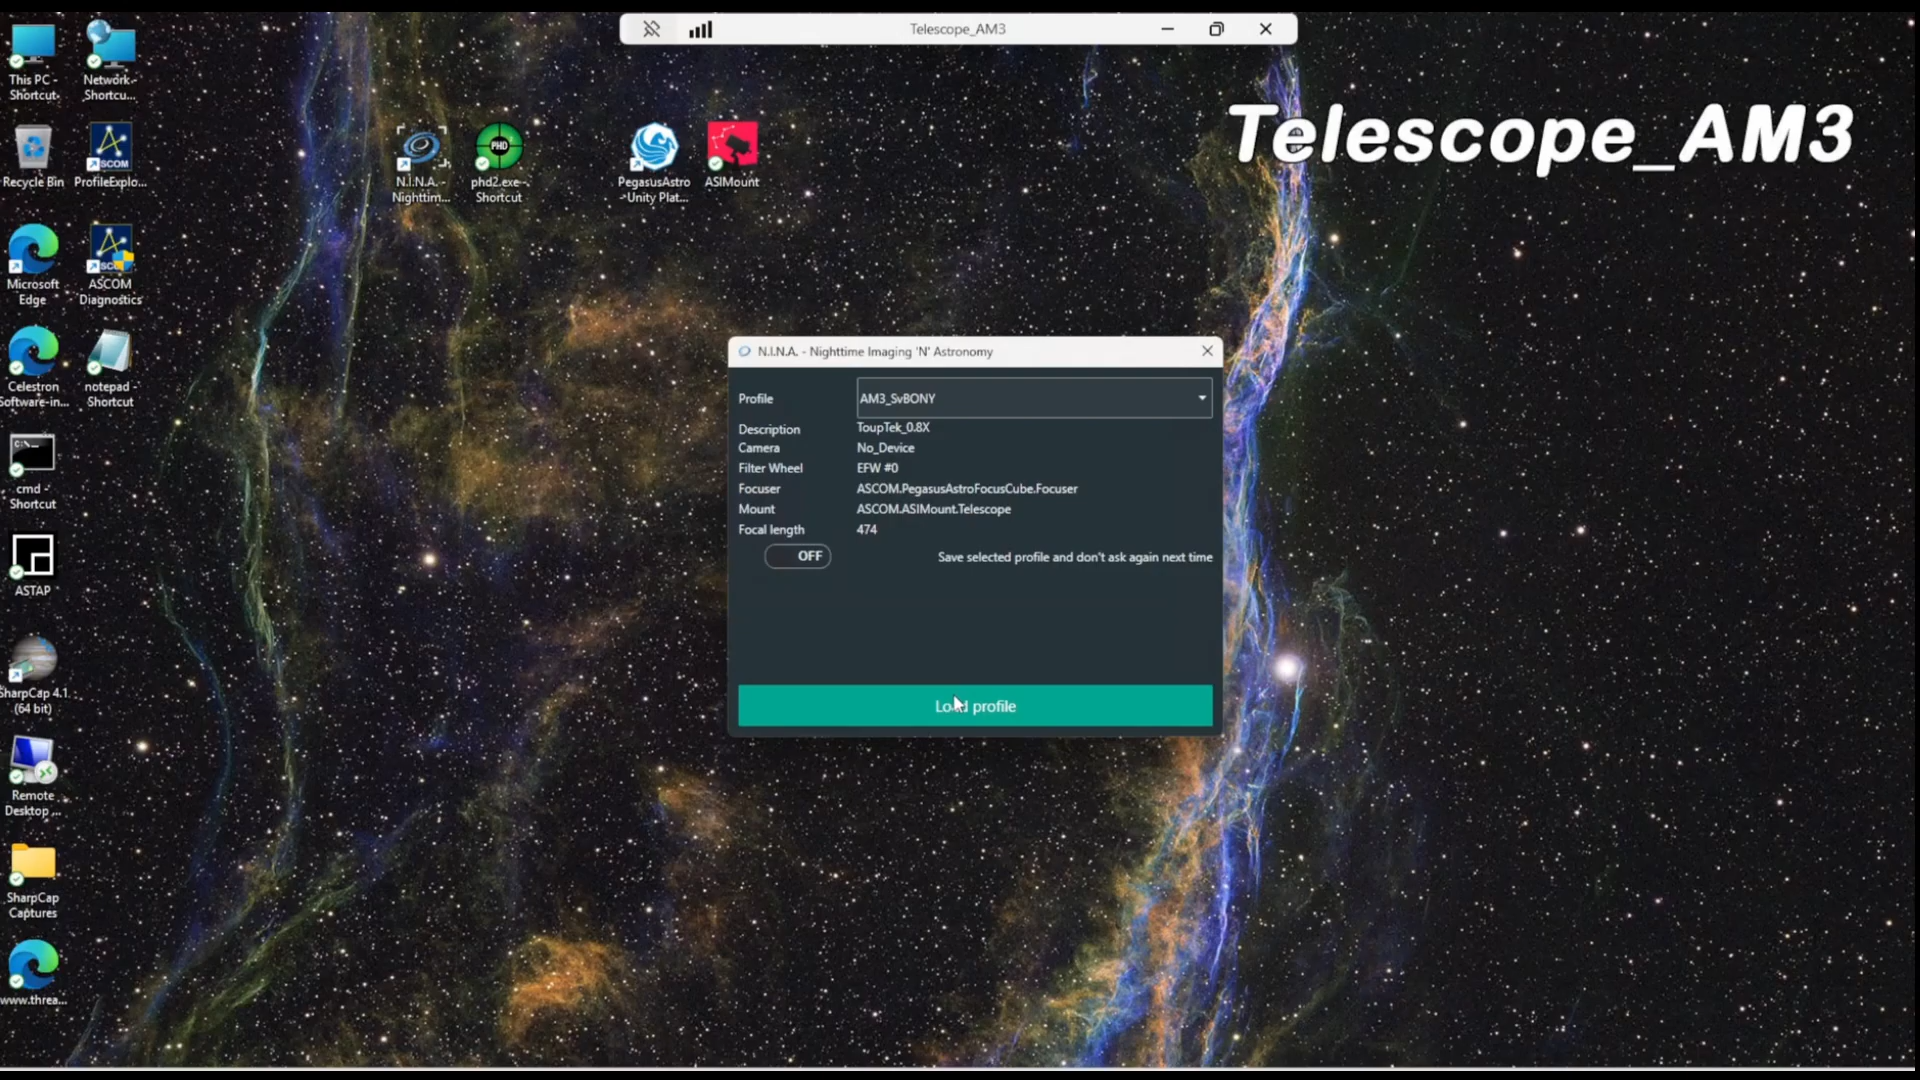 Telescope_AM3
Telescope_AM3
This PC -
Shortcut
Network -
Shortcu...
Recycle Bin
ASCOM
ProfileExplo...
N.I.N.A. -
Nighttim...
PHD
phd2.exe -
Shortcut
PegasusAstro
Unity Plat...
ASIMount
Microsoft
Edge
ASCOM
Diagnostics
Celestron
Software-in...
notepad -
Shortcut
cmd -
Shortcut
ASTAP
SharpCap 4.1
(64 bit)
Remote
Desktop ...
SharpCap
Captures
www.threa...
N.I.N.A. - Nighttime Imaging 'N' Astronomy
Profile AM3_SvBONY
Description ToupTek_0.8X
Camera No_Device
Filter Wheel EFW #0
Focuser ASCOM.PegasusAstroFocusCube.Focuser
Mount ASCOM.ASIMount.Telescope
Focal length 474
OFF Save selected profile and don't ask again next time
Load profile